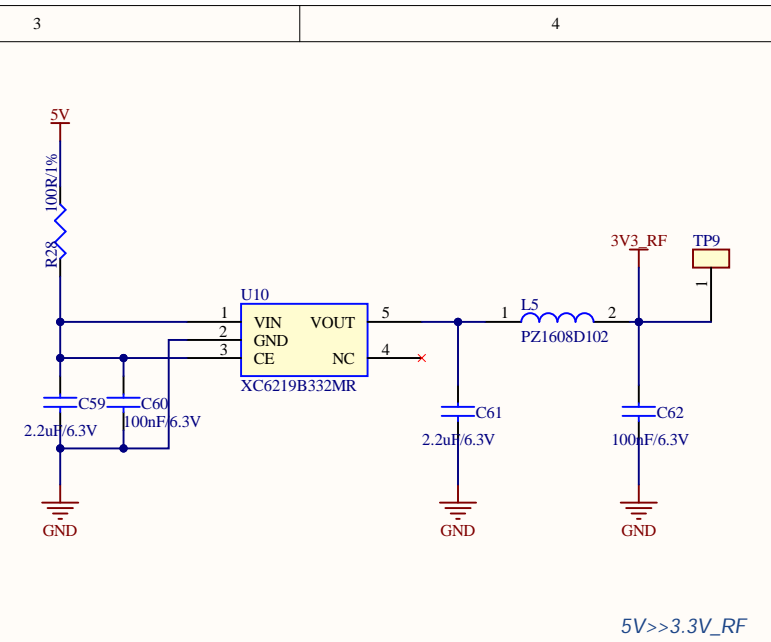 3
4
5V
100R/1%
R28
3V3_RF
TP9
1
U10
1
VIN
VOUT
5
2
GND
3
CE
NC
4
XC6219B332MR
L5
1
2
PZ1608D102
C59
C60
2.2uF/6.3V
100nF/6.3V
C61
2.2uF/6.3V
C62
100nF/6.3V
GND
GND
GND
5V>>3.3V_RF